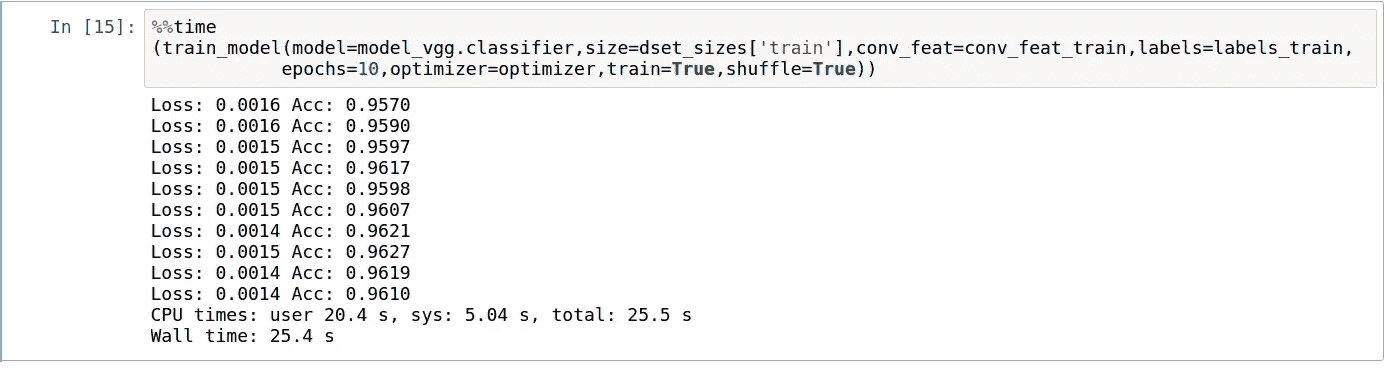 In [15]: %%time
(train_model(model=model_vgg.classifier,size=dset_sizes['train'],conv_feat=conv_feat_train,labels=labels_train,
            epochs=10,optimizer=optimizer,train=True,shuffle=True))
Loss: 0.0016 Acc: 0.9570
Loss: 0.0016 Acc: 0.9590
Loss: 0.0015 Acc: 0.9597
Loss: 0.0015 Acc: 0.9617
Loss: 0.0015 Acc: 0.9598
Loss: 0.0015 Acc: 0.9607
Loss: 0.0014 Acc: 0.9621
Loss: 0.0015 Acc: 0.9627
Loss: 0.0014 Acc: 0.9619
Loss: 0.0014 Acc: 0.9610
CPU times: user 20.4 s, sys: 5.04 s, total: 25.5 s
Wall time: 25.4 s